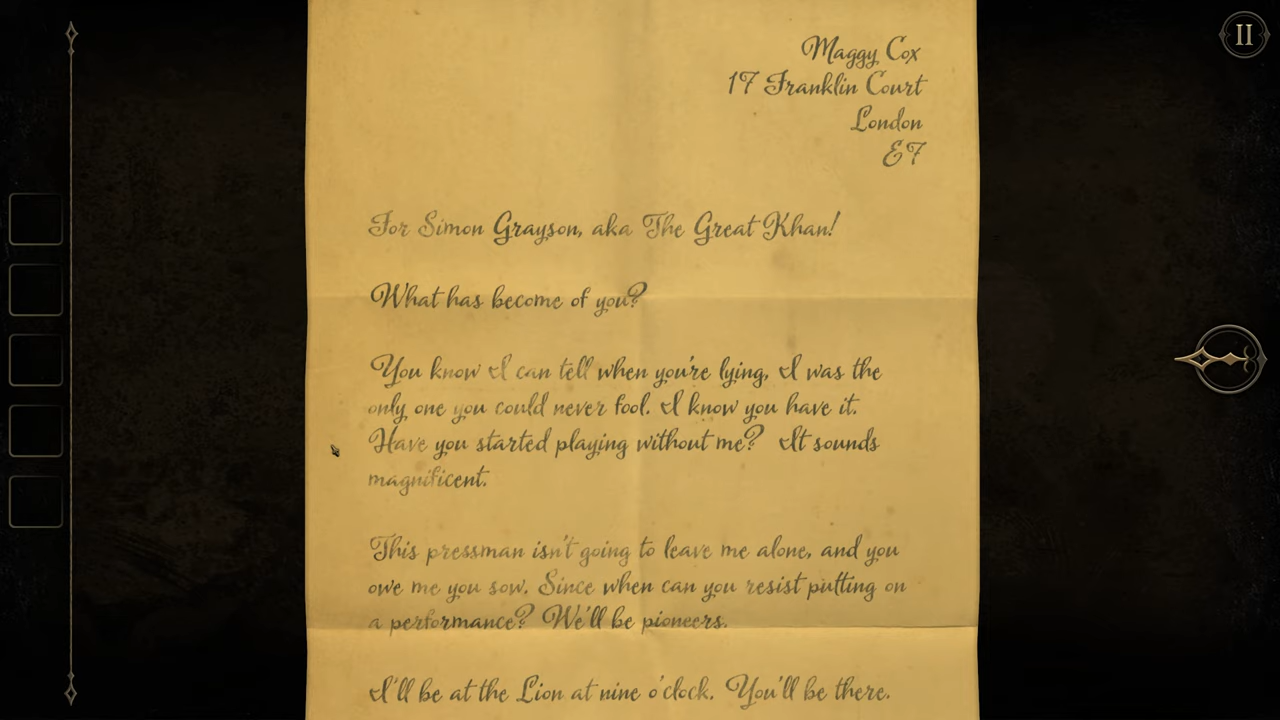 II
Maggy Cox
17 Franklin Court
London
E7
For Simon Grayson, aka The Great Khan!
What has become of you?
You know I can tell when you're lying, I was the
only one you could never fool. I know you have it.
Have you started playing without me? It sounds
magnificent.
This pressman isn't going to leave me alone, and you
owe me you sow. Since when can you resist putting on
a performance? We'll be pioneers.
I'll be at the Lion at nine o'clock. You'll be there.